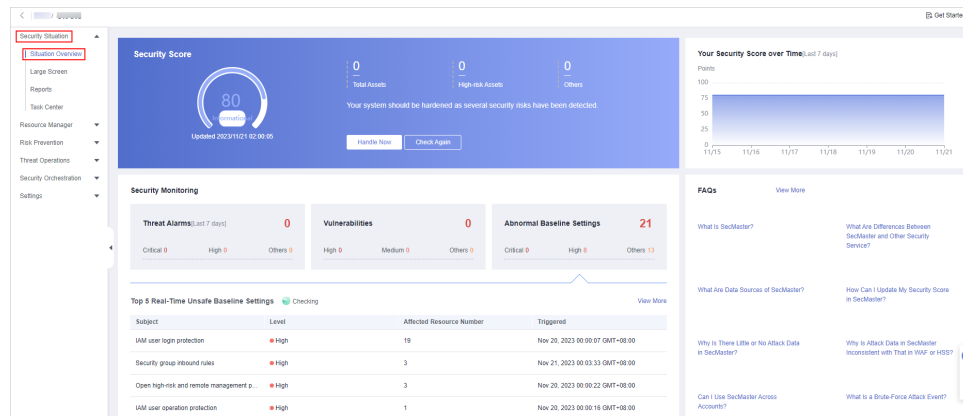 Get Starte
Security Situation
Situation Overview
Large Screen
Reports
Task Center
Resource Manager
Risk Prevention
Threat Operations
Security Orchestration
Settings
Security Score
80
Informational
Updated 2023/11/21 02:00:05
0
Total Assets
0
High-risk Assets
0
Others
Your system should be hardened as several security risks have been detected.
Handle Now
Check Again
Your Security Score over Time(Last 7 days)
Points
100
75
50
25
0
11/15 11/16 11/17 11/18 11/19 11/20 11/21
Security Monitoring
Threat Alarms(Last 7 days) 0
Critical 0 High 0 Others 0
Vulnerabilities 0
High 0 Medium 0 Others 0
Abnormal Baseline Settings 21
Critical 0 High 8 Others 13
Top 5 Real-Time Unsafe Baseline Settings Checking View More
Subject Level Affected Resource Number Triggered
IAM user login protection High 19 Nov 20, 2023 00:00:07 GMT+08:00
Security group inbound rules High 3 Nov 21, 2023 00:03:33 GMT+08:00
Open high-risk and remote management p... High 3 Nov 20, 2023 00:00:22 GMT+08:00
IAM user operation protection High 1 Nov 20, 2023 00:00:16 GMT+08:00
FAQs View More
What Is SecMaster?
What Are Differences Between
SecMaster and Other Security
Service?
What Are Data Sources of SecMaster?
How Can I Update My Security Score
in SecMaster?
Why Is There Little or No Attack Data
in SecMaster?
Why Is Attack Data in SecMaster
Inconsistent with That in WAF or HSS?
Can I Use SecMaster Across
Accounts?
What Is a Brute-Force Attack Event?